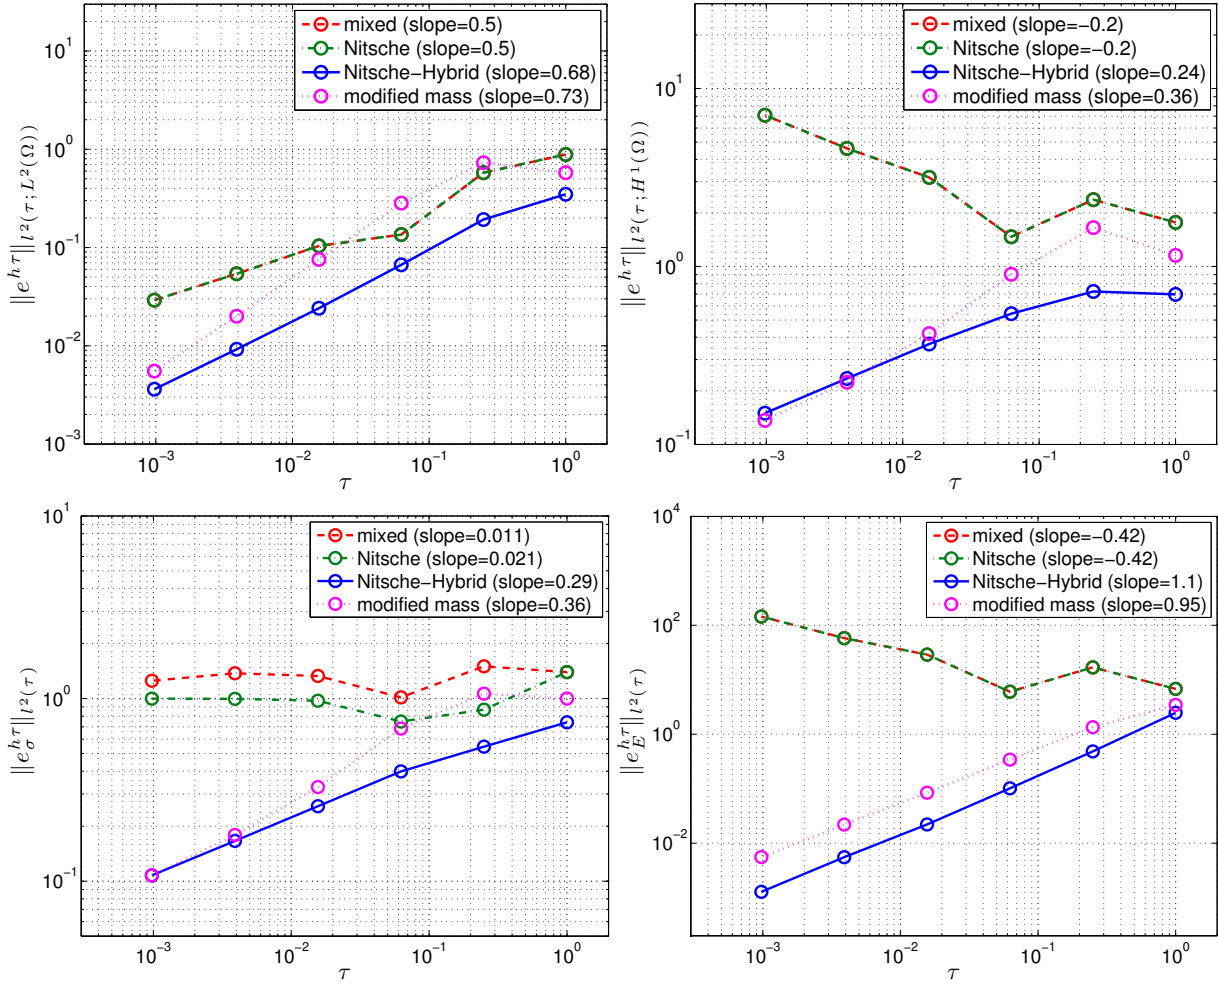 mixed (slope=0.5)
Nitsche (slope=0.5)
Nitsche−Hybrid (slope=0.68)
modified mass (slope=0.73)
10^1
10^0
10^−1
10^−2
10^−3
||e^{hτ}||_{l^2(τ;L^2(Ω))}
10^−3 10^−2 10^−1 10^0
τ
mixed (slope=−0.2)
Nitsche (slope=−0.2)
Nitsche−Hybrid (slope=0.24)
modified mass (slope=0.36)
10^1
10^0
10^−1
||e^{hτ}||_{l^2(τ;H^1(Ω))}
10^−3 10^−2 10^−1 10^0
τ
mixed (slope=0.011)
Nitsche (slope=0.021)
Nitsche−Hybrid (slope=0.29)
modified mass (slope=0.36)
10^1
10^0
10^−1
||e_σ^{hτ}||_{l^2(τ)}
10^−3 10^−2 10^−1 10^0
τ
mixed (slope=−0.42)
Nitsche (slope=−0.42)
Nitsche−Hybrid (slope=1.1)
modified mass (slope=0.95)
10^4
10^2
10^0
10^−2
||e_E^{hτ}||_{l^2(τ)}
10^−3 10^−2 10^−1 10^0
τ